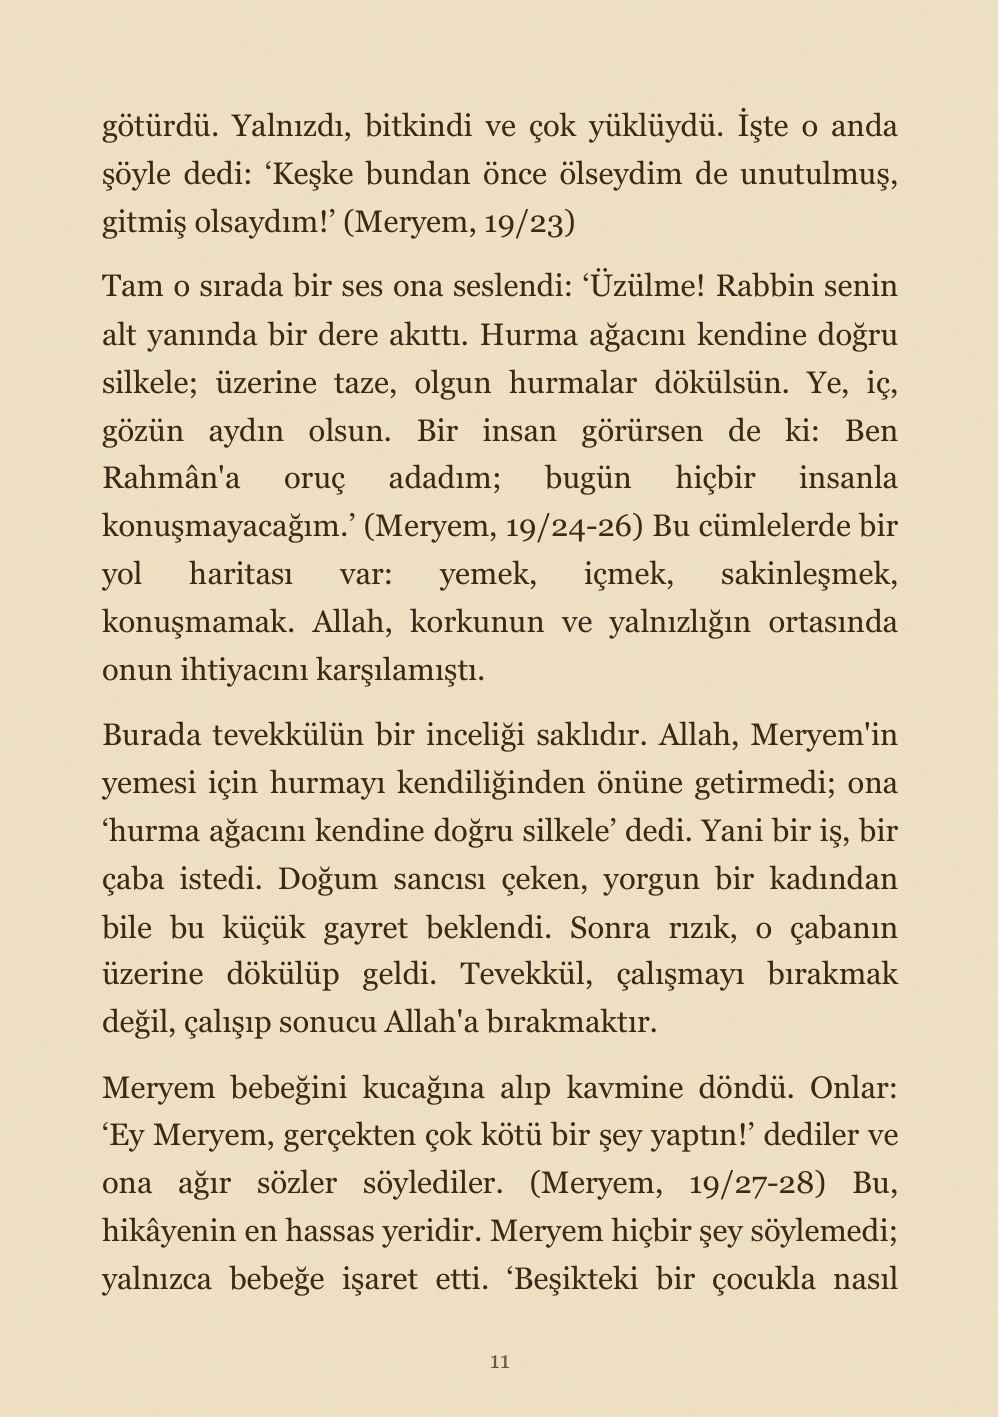 götürdü. Yalnızdı, bitkindi ve çok yüklüydü. İşte o anda
şöyle dedi: ‘Keşke bundan önce ölseydim de unutulmuş,
gitmiş olsaydım!’ (Meryem, 19/23)
Tam o sırada bir ses ona seslendi: ‘Üzülme! Rabbin senin
alt yanında bir dere akıttı. Hurma ağacını kendine doğru
silkele; üzerine taze, olgun hurmalar dökülsün. Ye, iç,
gözün aydın olsun. Bir insan görürsen de ki: Ben
Rahmân'a oruç adadım; bugün hiçbir insanla
konuşmayacağım.’ (Meryem, 19/24-26) Bu cümlelerde bir
yol haritası var: yemek, içmek, sakinleşmek,
konuşmamak. Allah, korkunun ve yalnızlığın ortasında
onun ihtiyacını karşılamıştı.
Burada tevekkülün bir inceliği saklıdır. Allah, Meryem'in
yemesi için hurmayı kendiliğinden önüne getirmedi; ona
‘hurma ağacını kendine doğru silkele’ dedi. Yani bir iş, bir
çaba istedi. Doğum sancısı çeken, yorgun bir kadından
bile bu küçük gayret beklendi. Sonra rızık, o çabanın
üzerine dökülüp geldi. Tevekkül, çalışmayı bırakmak
değil, çalışıp sonucu Allah'a bırakmaktır.
Meryem bebeğini kucağına alıp kavmine döndü. Onlar:
‘Ey Meryem, gerçekten çok kötü bir şey yaptın!’ dediler ve
ona ağır sözler söylediler. (Meryem, 19/27-28) Bu,
hikâyenin en hassas yeridir. Meryem hiçbir şey söylemedi;
yalnızca bebeğe işaret etti. ‘Beşikteki bir çocukla nasıl
11